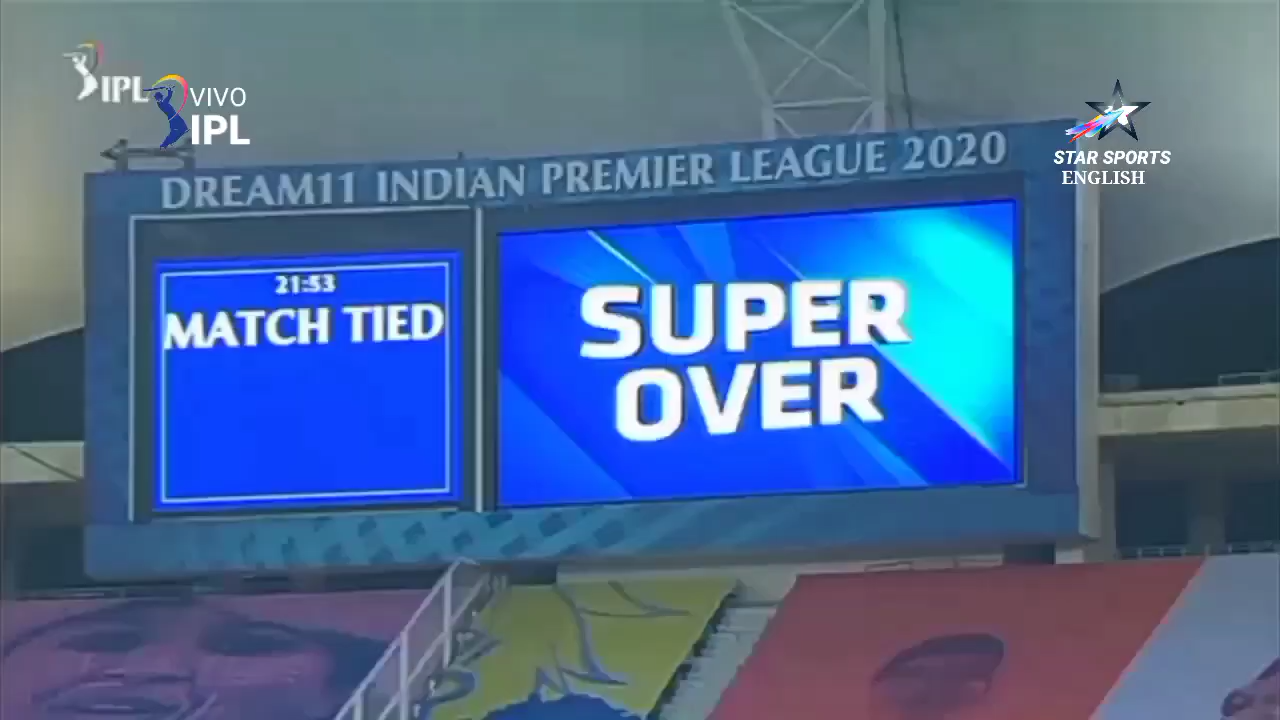 IPL
VIVO
IPL
STAR SPORTS
ENGLISH
DREAM11 INDIAN PREMIER LEAGUE 2020
21:53
MATCH TIED
SUPER
OVER